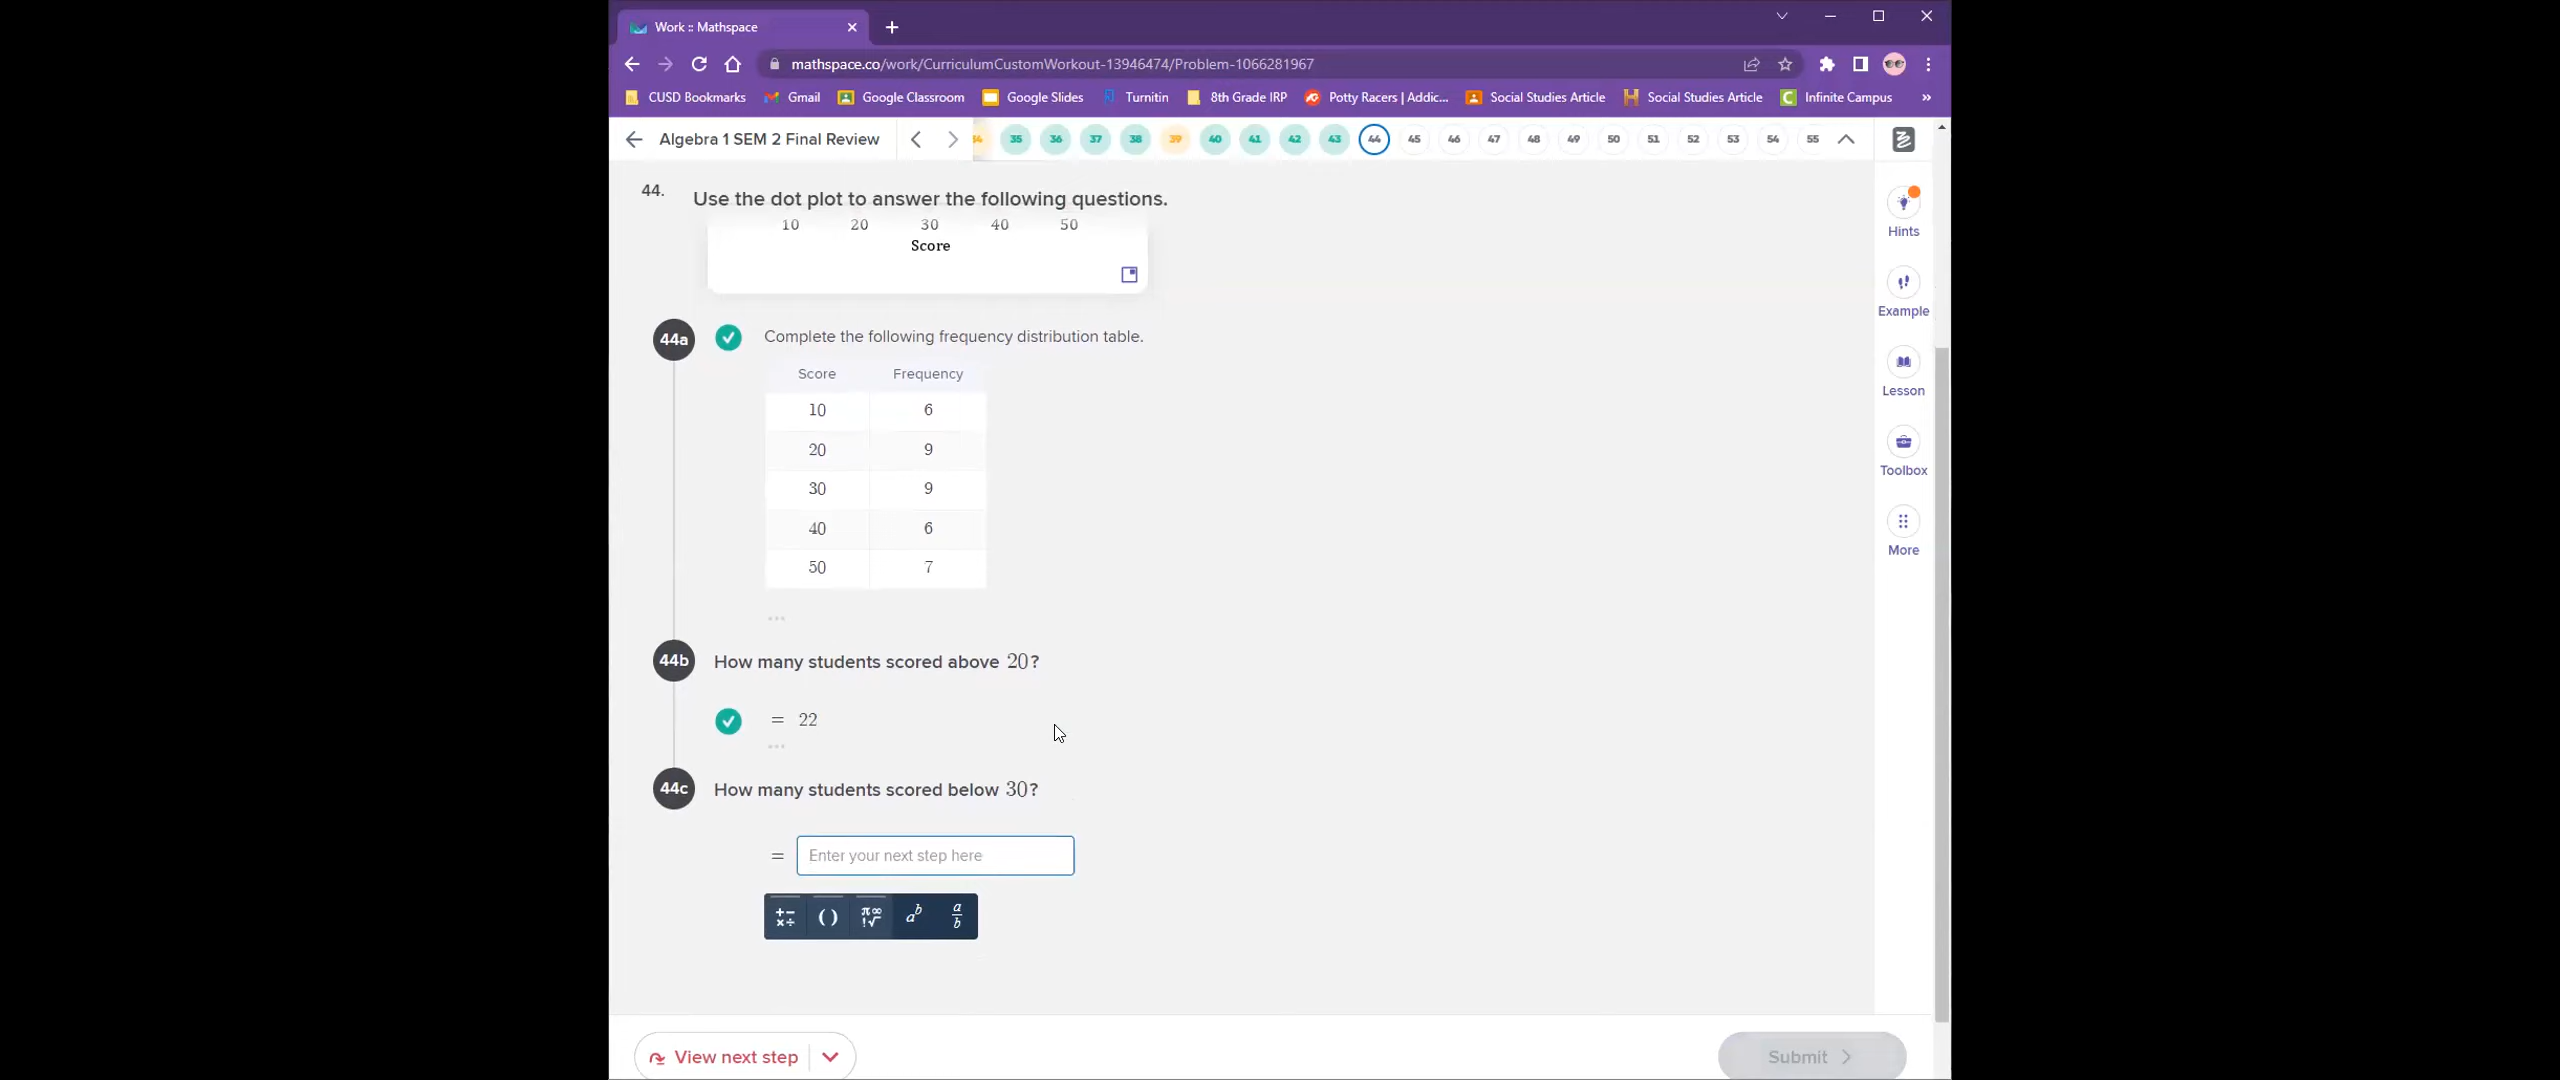 Work :: Mathspace
mathspace.co/work/CurriculumCustomWorkout-13946474/Problem-1066281967
CUSD Bookmarks Gmail Google Classroom Google Slides Turnitin 8th Grade IRP Potty Racers | Addic... Social Studies Article Social Studies Article Infinite Campus »
Algebra 1 SEM 2 Final Review 35 36 37 38 39 40 41 42 43 44 45 46 47 48 49 50 51 52 53 54 55
44. Use the dot plot to answer the following questions.
10 20 30 40 50
Score
Hints
Example
Lesson
Toolbox
More
44a Complete the following frequency distribution table.
Score Frequency
10 6
20 9
30 9
40 6
50 7
...
44b How many students scored above 20?
= 22
...
44c How many students scored below 30?
= Enter your next step here
+− ×÷ ( ) π∞ !√ a^b a/b
View next step
Submit